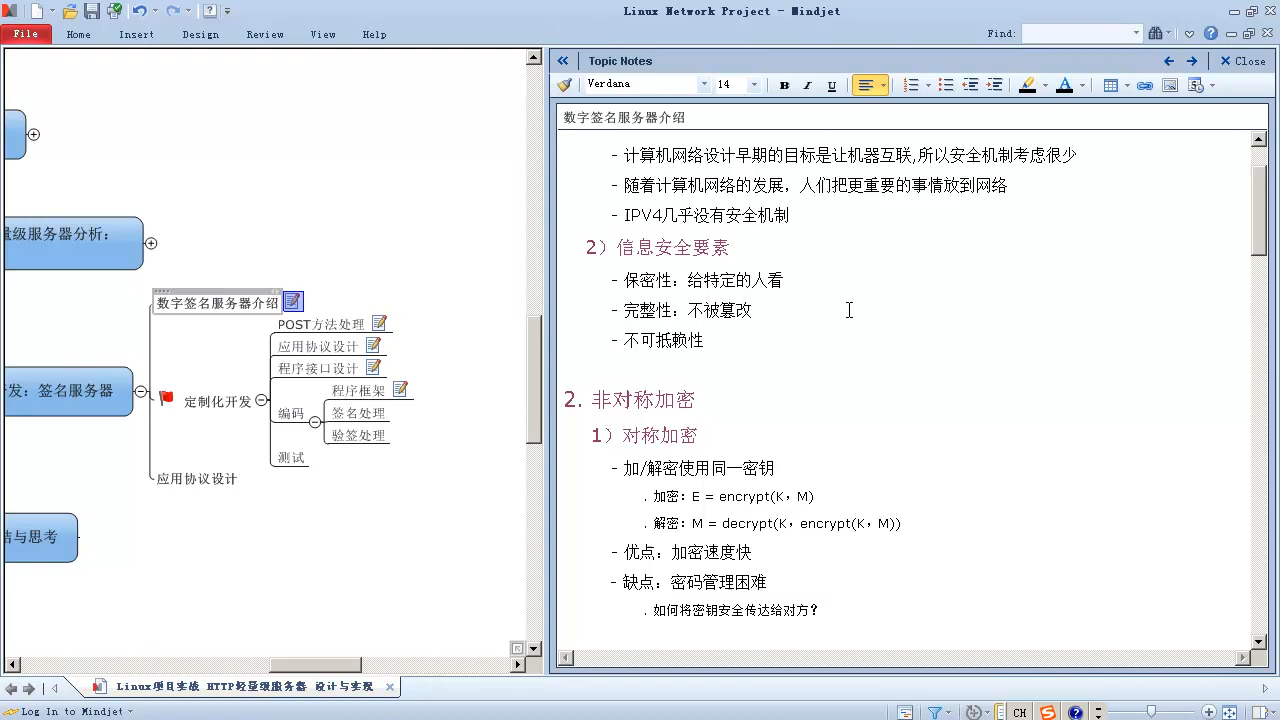 Linux Network Project - Mindjet
File Home Insert Design Review View Help
Find:
Topic Notes
Close
Verdana 14 B I U
数字签名服务器介绍
- 计算机网络设计早期的目标是让机器互联,所以安全机制考虑很少
- 随着计算机网络的发展，人们把更重要的事情放到网络
- IPV4几乎没有安全机制
2）信息安全要素
- 保密性：给特定的人看
- 完整性：不被篡改
- 不可抵赖性
2. 非对称加密
1）对称加密
- 加/解密使用同一密钥
. 加密：E = encrypt(K，M)
. 解密：M = decrypt(K，encrypt(K，M))
- 优点：加密速度快
- 缺点：密码管理困难
. 如何将密钥安全传达给对方？
量级服务器分析：
数字签名服务器介绍
POST方法处理
应用协议设计
程序接口设计
程序框架
发：签名服务器
定制化开发
编码
签名处理
验签处理
测试
应用协议设计
结与思考
Linux项目实战 HTTP轻量级服务器 设计与实现
Log In to Mindjet
CH